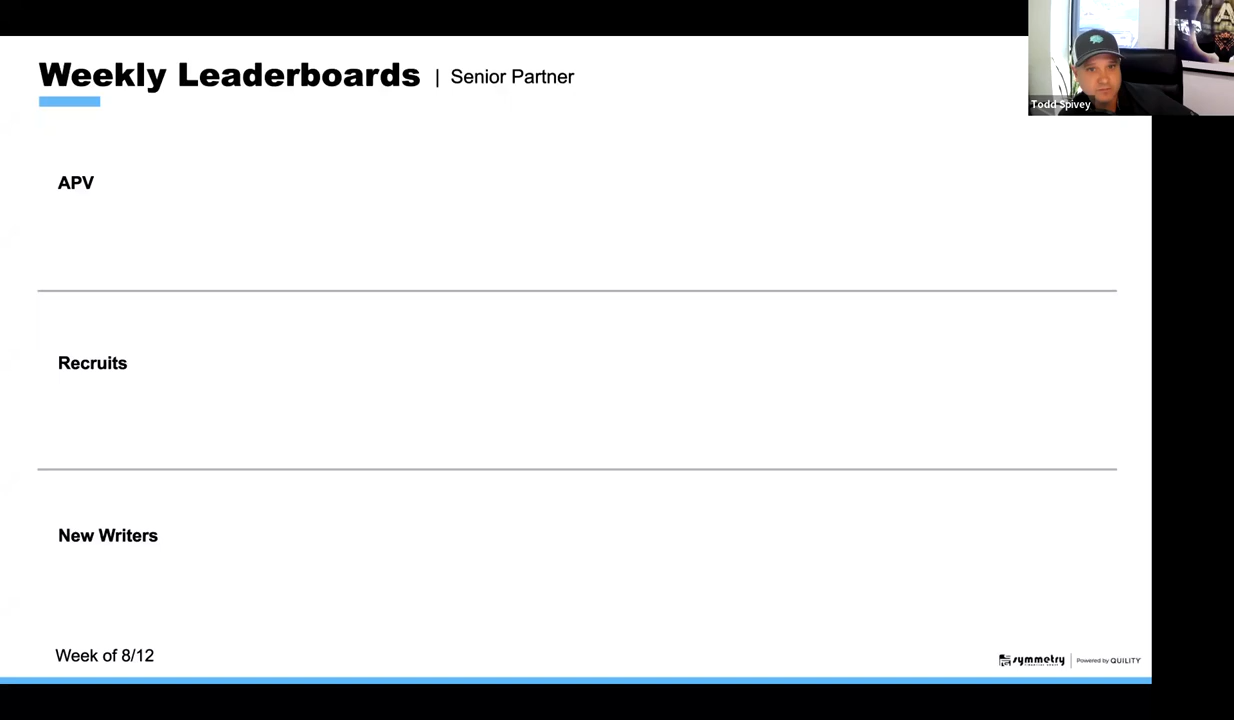 Weekly Leaderboards | Senior Partner
Todd Spivey
APV
Recruits
New Writers
Week of 8/12
symmetry
Powered by QUILITY